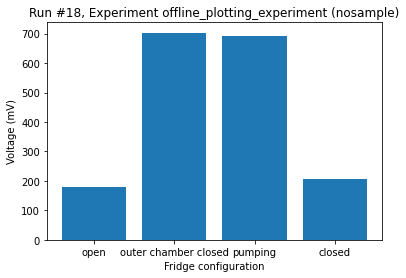 Run #18, Experiment offline_plotting_experiment (nosample)
700
600
500
400
300
200
100
0
Voltage (mV)
open outer chamber closed pumping closed
Fridge configuration